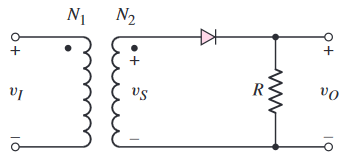 N1 N2
+ + +
vI vS R vO
− − −